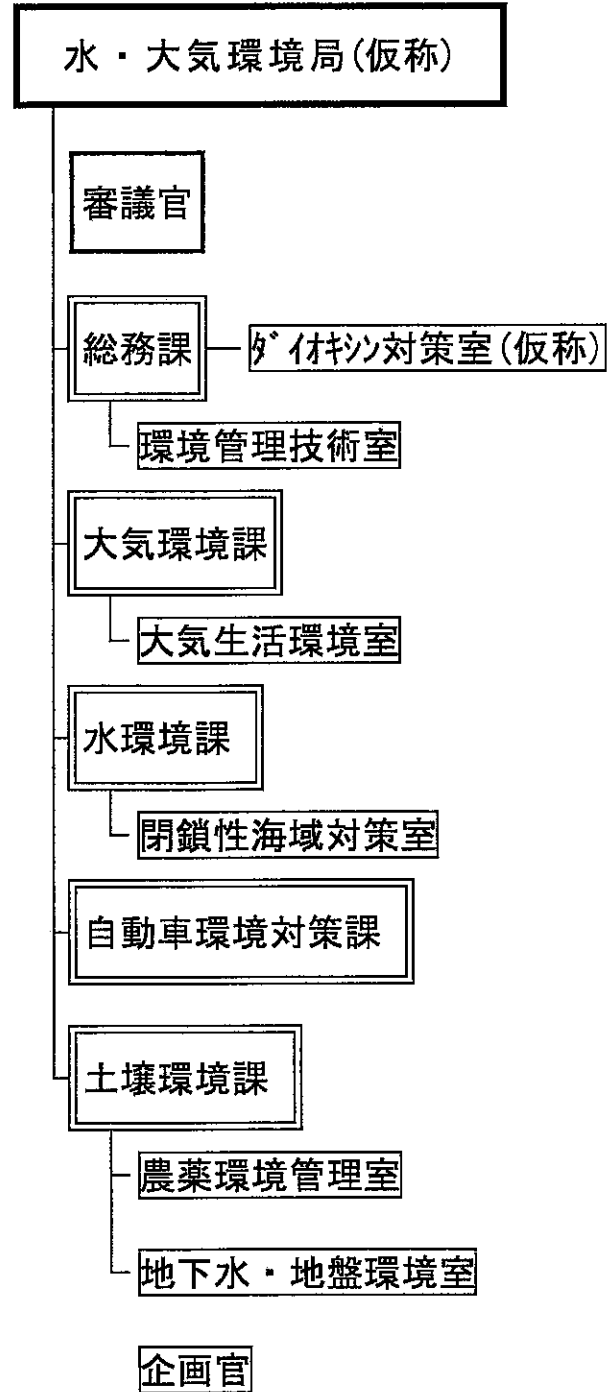 水・大気環境局(仮称)
審議官
総務課
ﾀﾞｲｵｷｼﾝ対策室(仮称)
環境管理技術室
大気環境課
大気生活環境室
水環境課
閉鎖性海域対策室
自動車環境対策課
土壌環境課
農薬環境管理室
地下水・地盤環境室
企画官